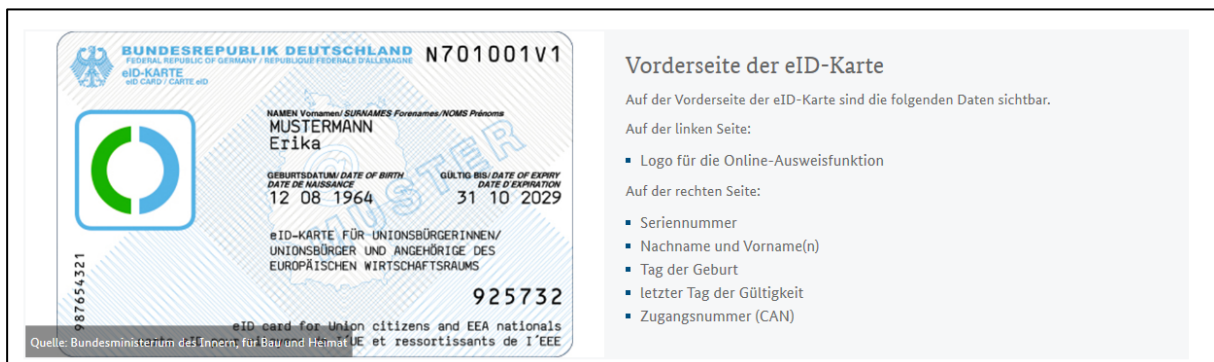 BUNDESREPUBLIK DEUTSCHLAND
FEDERAL REPUBLIC OF GERMANY / REPUBLIQUE FEDERALE D'ALLEMAGNE
N701001V1
eID-KARTE
eID CARD / CARTE eID
NAMEN Vornamen/ SURNAMES Forenames/NOMS Prénoms
MUSTERMANN
Erika
GEBURTSDATUM/ DATE OF BIRTH
DATE DE NAISSANCE
12 08 1964
GÜLTIG BIS/ DATE OF EXPIRY
DATE D'EXPIRATION
31 10 2029
MUSTER
eID-KARTE FÜR UNIONSBÜRGERINNEN/
UNIONSBÜRGER UND ANGEHÖRIGE DES
EUROPÄISCHEN WIRTSCHAFTSRAUMS
987654321
925732
eID card for Union citizens and EEA nationals
UE et ressortissants de l´EEE
Quelle: Bundesministerium des Innern, für Bau und Heimat
Vorderseite der eID-Karte
Auf der Vorderseite der eID-Karte sind die folgenden Daten sichtbar.
Auf der linken Seite:
Logo für die Online-Ausweisfunktion
Auf der rechten Seite:
Seriennummer
Nachname und Vorname(n)
Tag der Geburt
letzter Tag der Gültigkeit
Zugangsnummer (CAN)